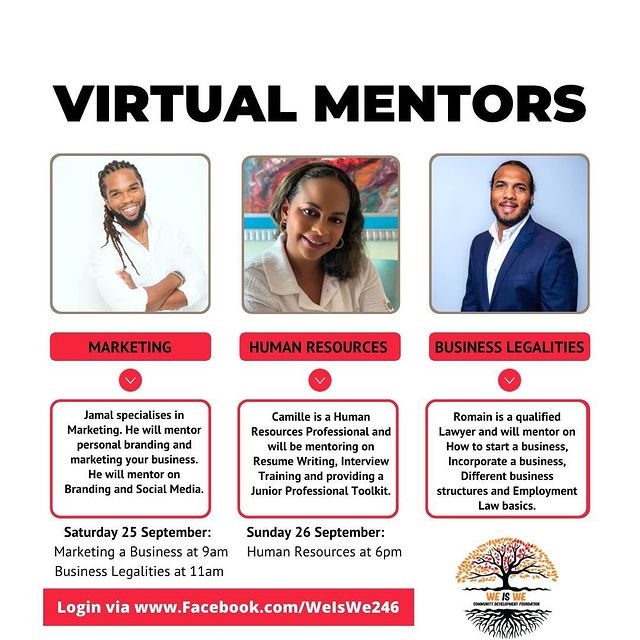 VIRTUAL MENTORS
MARKETING
HUMAN RESOURCES
BUSINESS LEGALITIES
Jamal specialises in
Marketing. He will mentor
personal branding and
marketing your business.
He will mentor on
Branding and Social Media.
Camille is a Human
Resources Professional and
will be mentoring on
Resume Writing, Interview
Training and providing a
Junior Professional Toolkit.
Romain is a qualified
Lawyer and will mentor on
How to start a business,
Incorporate a business,
Different business
structures and Employment
Law basics.
Saturday 25 September:
Marketing a Business at 9am
Business Legalities at 11am
Sunday 26 September:
Human Resources at 6pm
Login via www.Facebook.com/WeIsWe246
WE IS WE
COMMUNITY DEVELOPMENT FOUNDATION